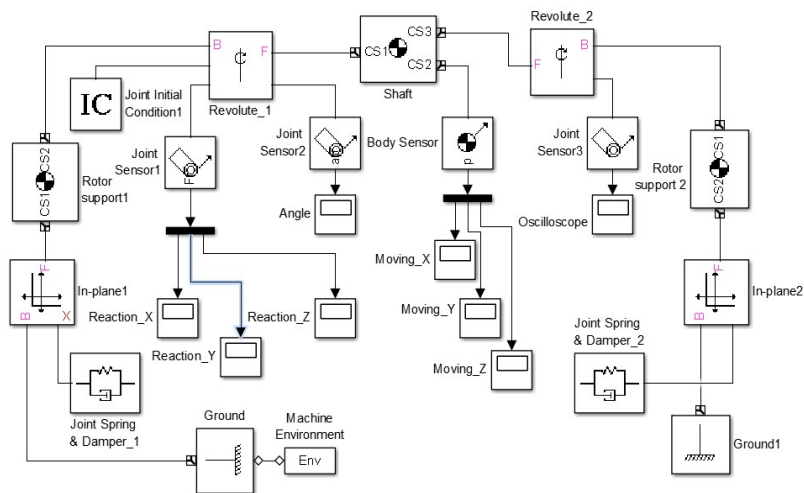 Revolute_2
CS3
CS1
CS2
F
B
Shaft
B
F
Revolute_1
IC
Joint Initial
Condition1
Joint
Sensor1
F
Joint
Sensor2
a
Body Sensor
p
Joint
Sensor3
CS2
CS1
Rotor
support1
CS1
CS2
Rotor
support 2
Angle
Oscilloscope
F
B
X
In-plane1
Moving_X
Moving_Y
Moving_Z
F
B
In-plane2
Reaction_X
Reaction_Y
Reaction_Z
Joint Spring
& Damper_1
Joint Spring
& Damper_2
Ground
Machine
Environment
Env
Ground1